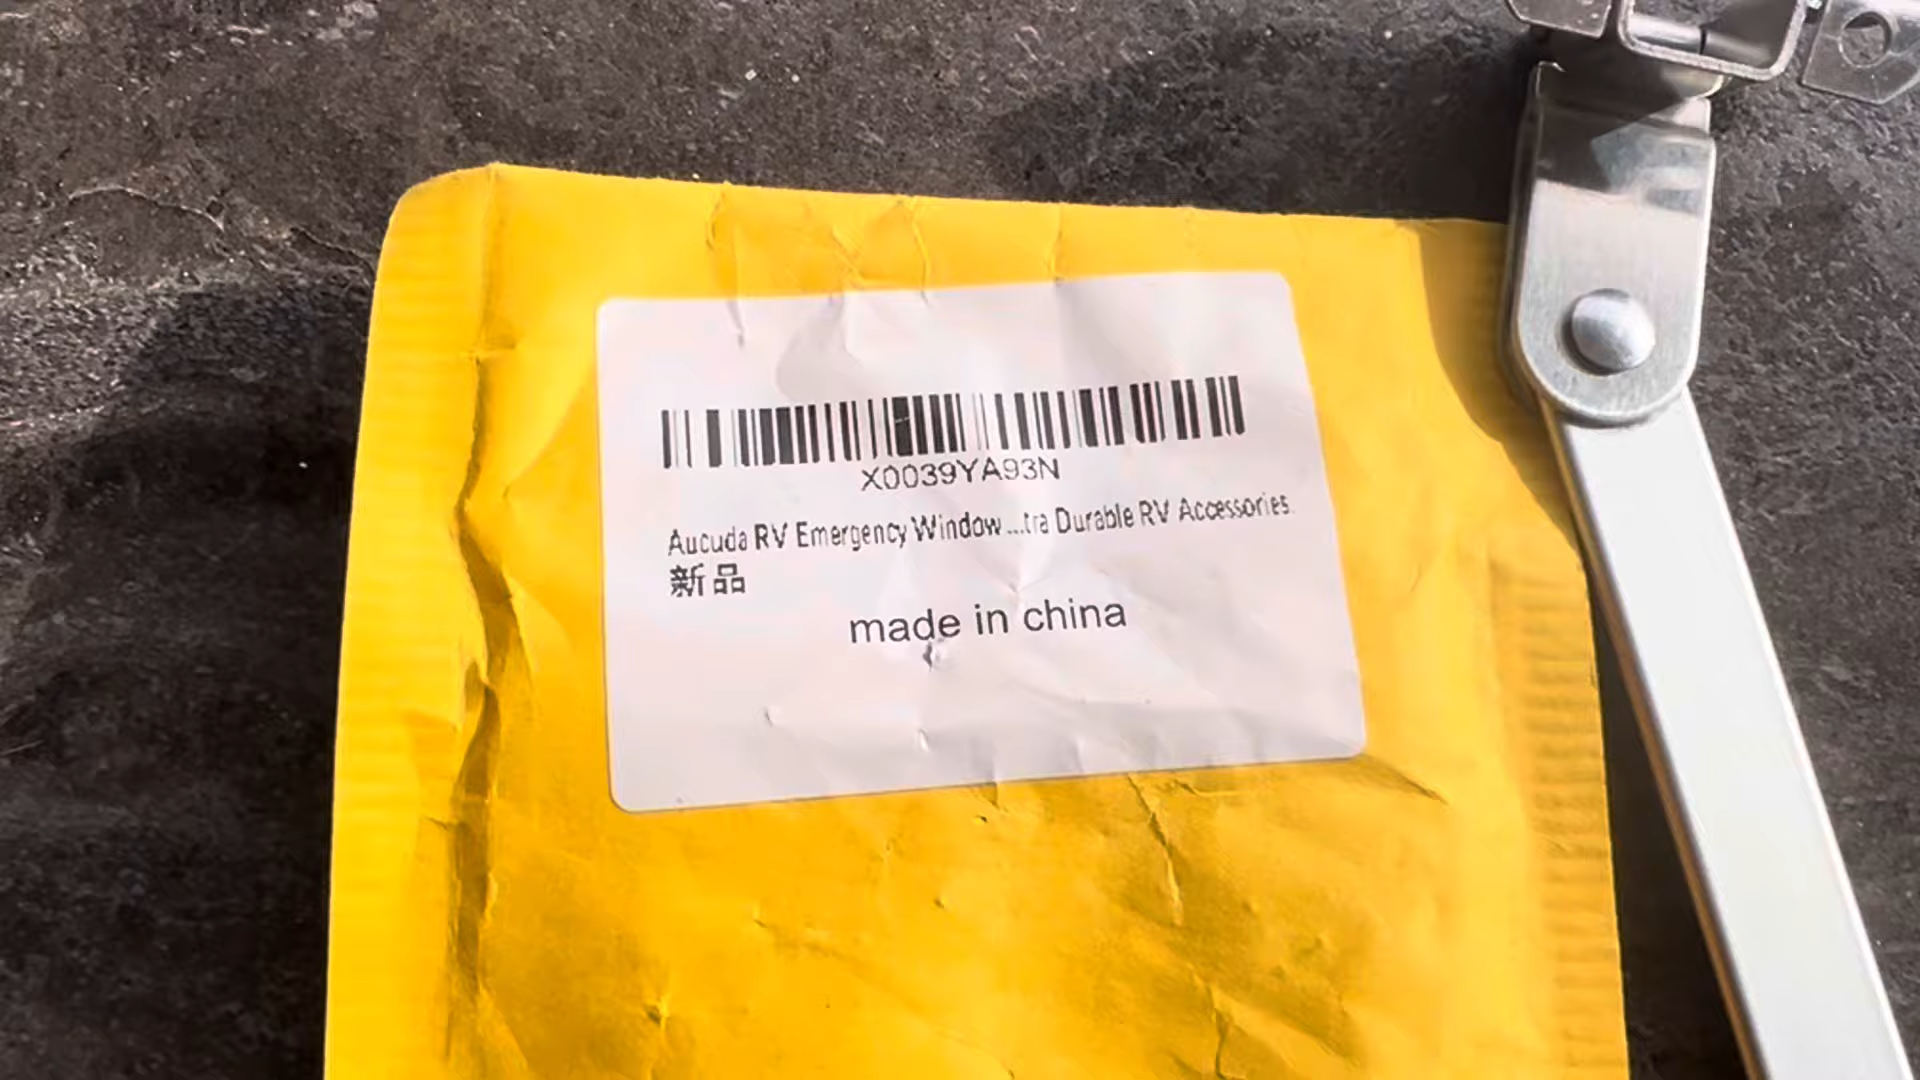 X0039YA93N
Aucuda RV Emergency Window ...tra Durable RV Accessories.
新品
made in china